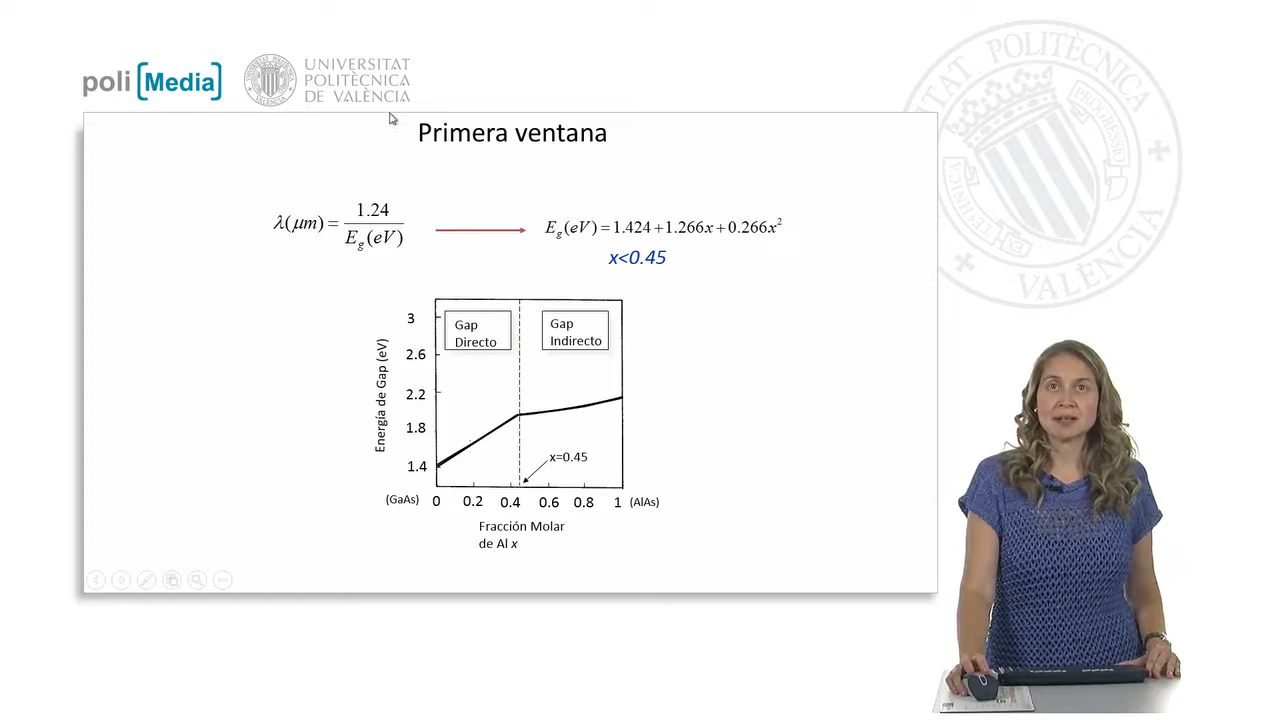 poli [Media]
UNIVERSITAT
POLITÈCNICA
DE VALÈNCIA
Primera ventana
λ(μm) = 1.24 / E_g(eV)
E_g(eV) = 1.424 + 1.266x + 0.266x²
x<0.45
3
2.6
2.2
1.8
1.4
Energía de Gap (eV)
Gap
Directo
Gap
Indirecto
x=0.45
(GaAs) 0 0.2 0.4 0.6 0.8 1 (AlAs)
Fracción Molar
de Al x
POLITÈCNICA
VALÈNCIA